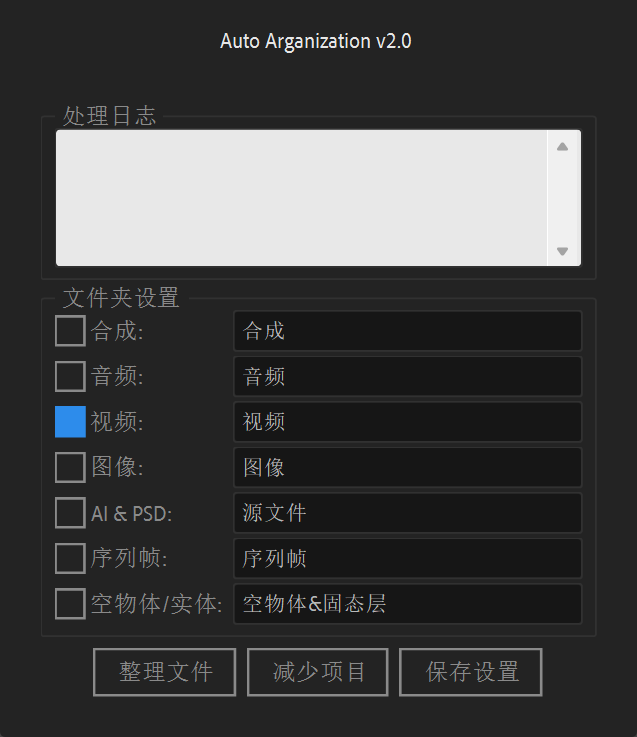 Auto Arganization v2.0
处理日志
文件夹设置
合成: 合成
音频: 音频
视频: 视频
图像: 图像
AI & PSD: 源文件
序列帧: 序列帧
空物体/实体: 空物体&固态层
整理文件 减少项目 保存设置